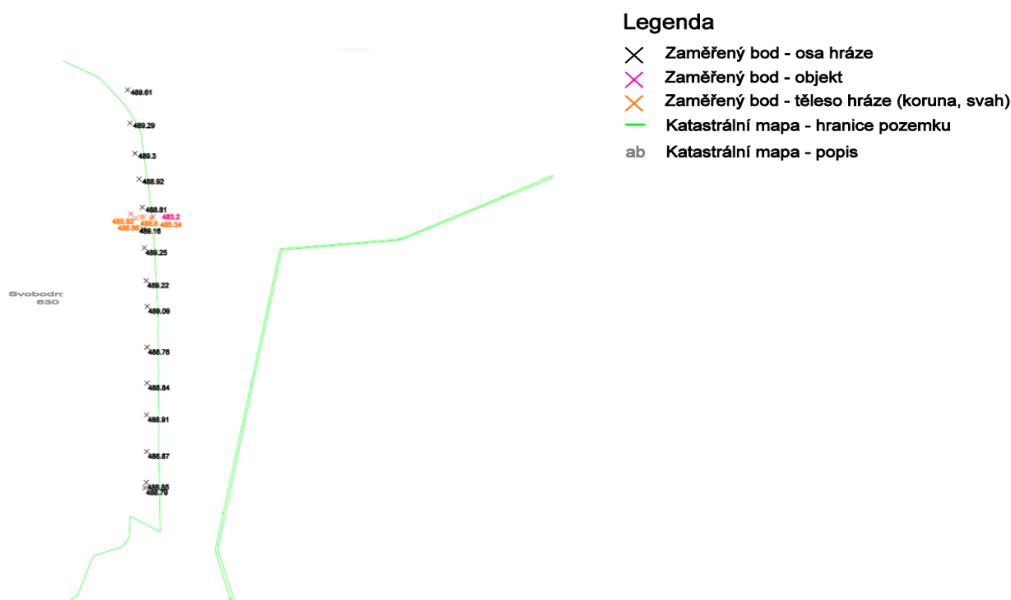 Legenda
Zaměřený bod - osa hráze
Zaměřený bod - objekt
Zaměřený bod - těleso hráze (koruna, svah)
Katastrální mapa - hranice pozemku
ab Katastrální mapa - popis
489.61
489.29
489.3
488.92
488.81
483.2
485.34
489.16
489.25
489.22
489.09
488.76
488.84
488.91
488.87
488.79
630